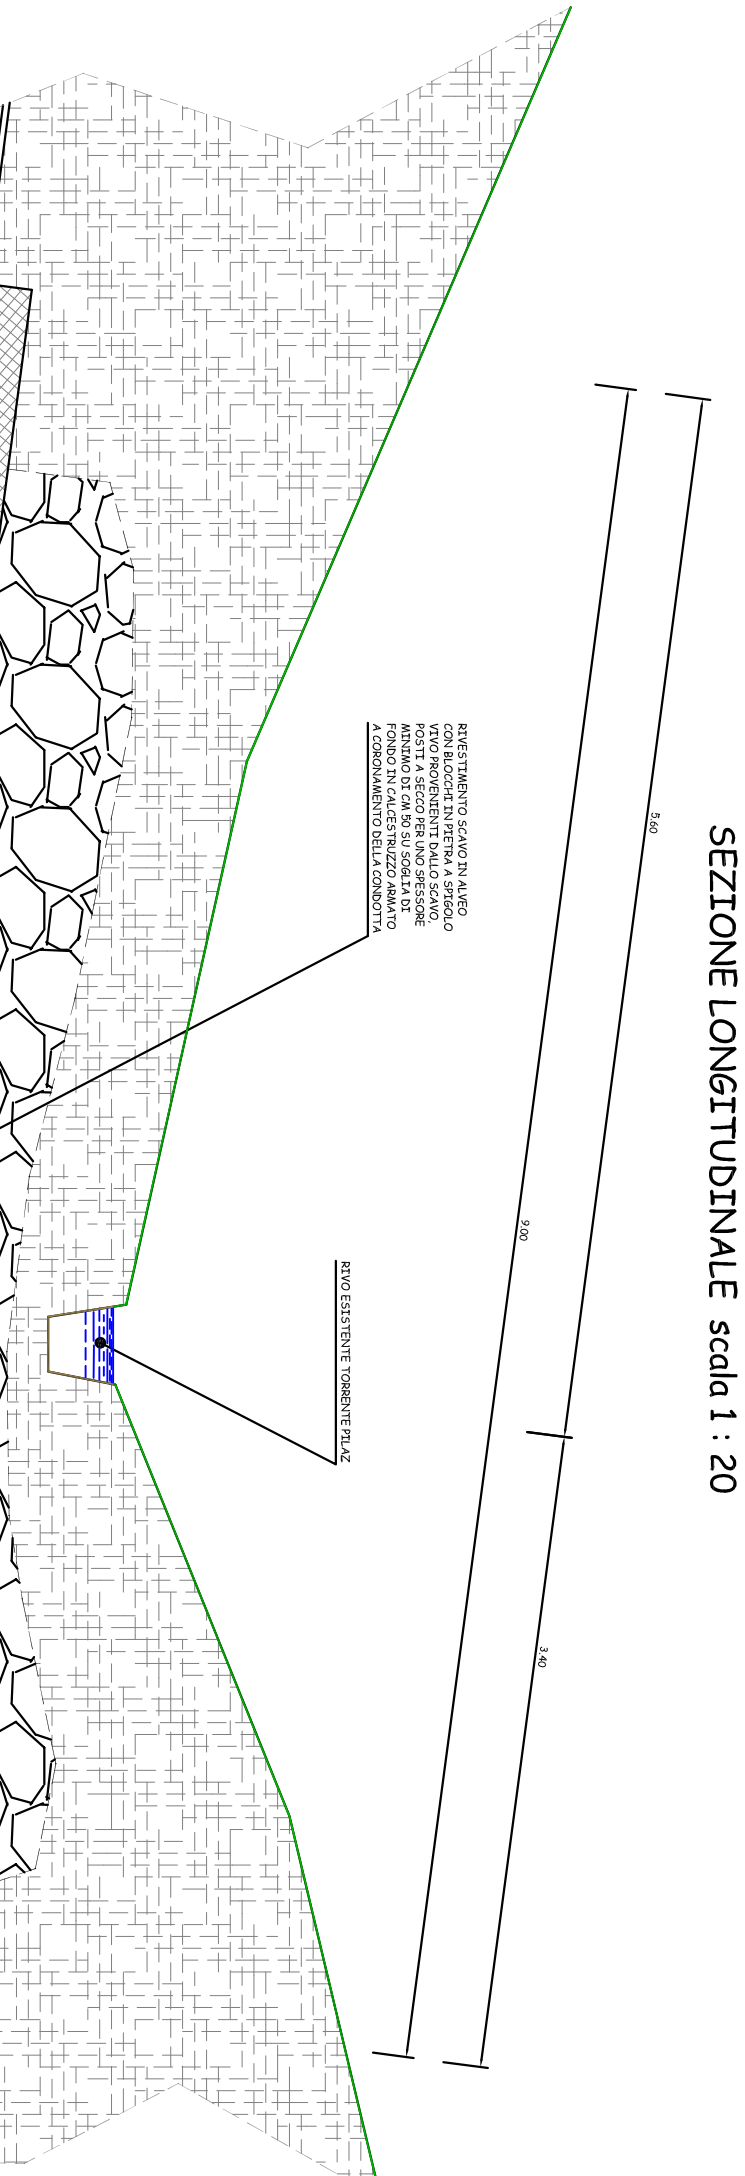 SEZIONE LONGITUDINALE scala 1 : 20
5.60
9.00
3.40
RIVESTIMENTO SCAVO IN ALVEO
CON BLOCCHI IN PIETRA A SPIGOLO
VIVO PROVENIENTI DALLO SCAVO,
POSTI A SECCO PER UNO SPESSORE
MINIMO DI CM 50 SU SOGLIA DI
FONDO IN CALCESTRUZZO ARMATO
A CORONAMENTO DELLA CONDOTTA
RIVO ESISTENTE TORRENTE PILAZ